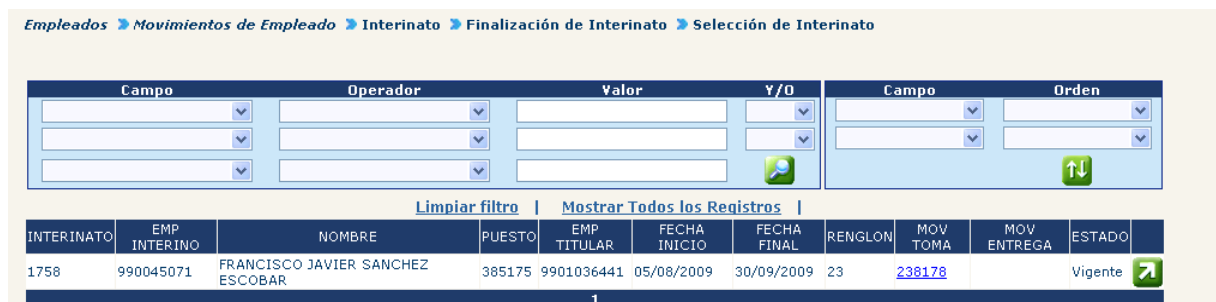 Empleados Movimientos de Empleado Interinato Finalización de Interinato Selección de Interinato
Campo Operador Valor Y/O Campo Orden
Limpiar filtro | Mostrar Todos los Registros |
INTERINATO EMP INTERINO NOMBRE PUESTO EMP TITULAR FECHA INICIO FECHA FINAL RENGLON MOV TOMA MOV ENTREGA ESTADO
1758 990045071 FRANCISCO JAVIER SANCHEZ ESCOBAR 385175 9901036441 05/08/2009 30/09/2009 23 238178 Vigente
1